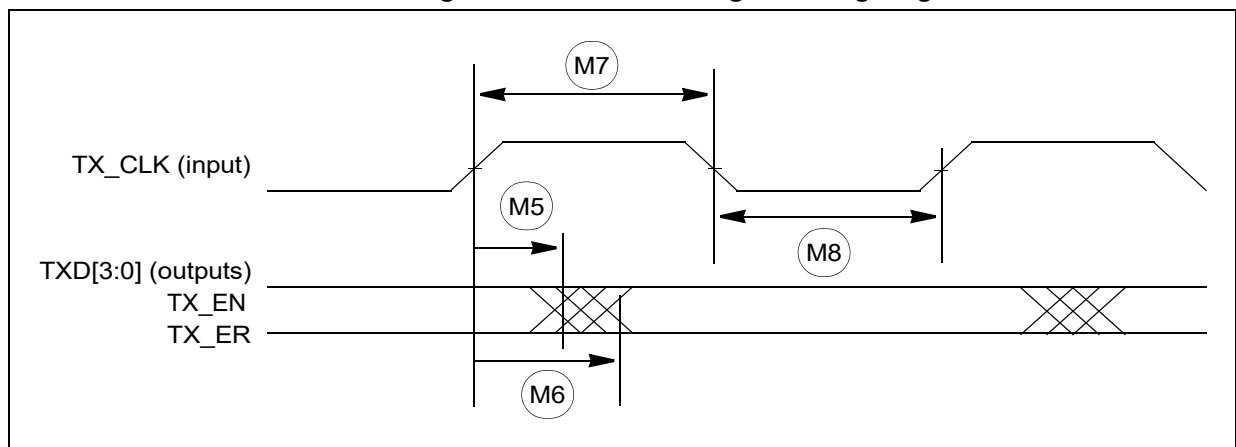 M7
TX_CLK (input)
M5
M8
TXD[3:0] (outputs)
TX_EN
TX_ER
M6